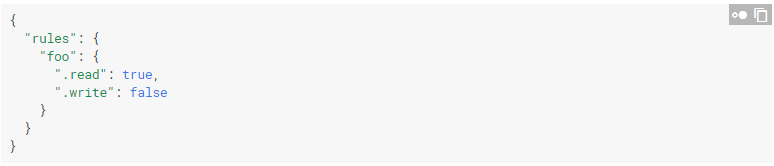 {
  "rules": {
    "foo": {
      ".read": true,
      ".write": false
    }
  }
}